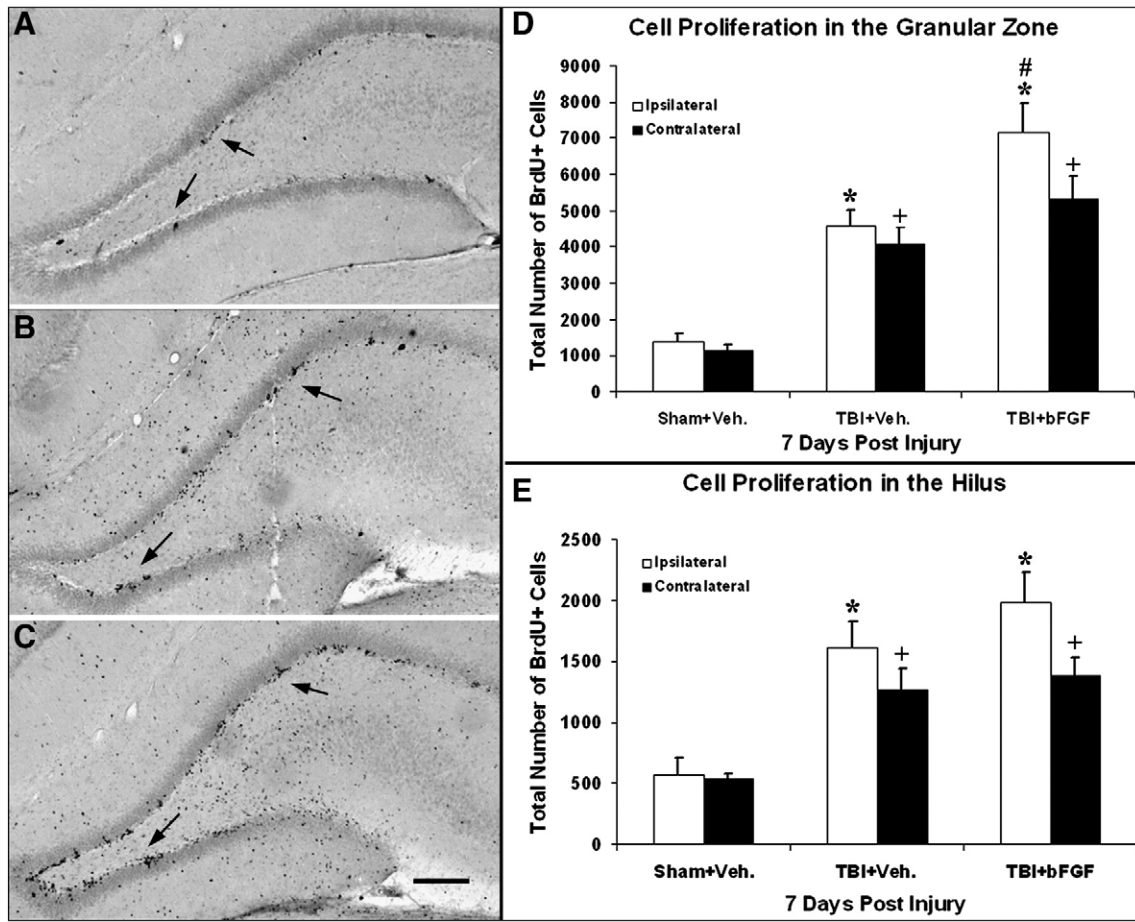 A
B
C
D
Cell Proliferation in the Granular Zone
Total Number of BrdU+ Cells
9000
8000
7000
6000
5000
4000
3000
2000
1000
0
Ipsilateral
Contralateral
*
+
#
*
+
Sham+Veh.
TBI+Veh.
TBI+bFGF
7 Days Post Injury
E
Cell Proliferation in the Hilus
Total Number of BrdU+ Cells
2500
2000
1500
1000
500
0
Ipsilateral
Contralateral
*
+
*
+
Sham+Veh.
TBI+Veh.
TBI+bFGF
7 Days Post Injury